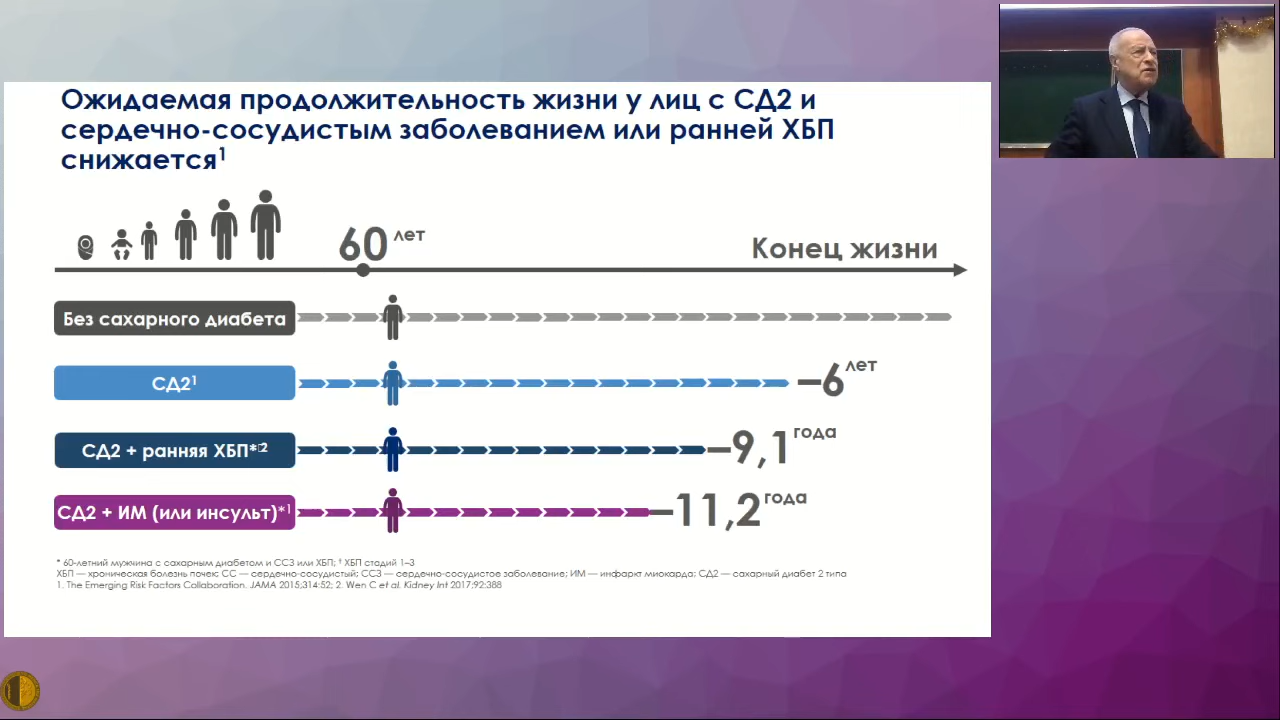 Ожидаемая продолжительность жизни у лиц с СД2 и
сердечно-сосудистым заболеванием или ранней ХБП
снижается¹
60 лет
Конец жизни
Без сахарного диабета
СД2¹
–6 лет
СД2 + ранняя ХБП*²
–9,1 года
СД2 + ИМ (или инсульт)*¹
–11,2 года
* 60-летний мужчина с сахарным диабетом и ССЗ или ХБП; † ХБП стадий 1–3
ХБП — хроническая болезнь почек; СС — сердечно-сосудистый; ССЗ — сердечно-сосудистое заболевание; ИМ — инфаркт миокарда; СД2 — сахарный диабет 2 типа
1. The Emerging Risk Factors Collaboration. JAMA 2015;314:52; 2. Wen C et al. Kidney Int 2017;92:388